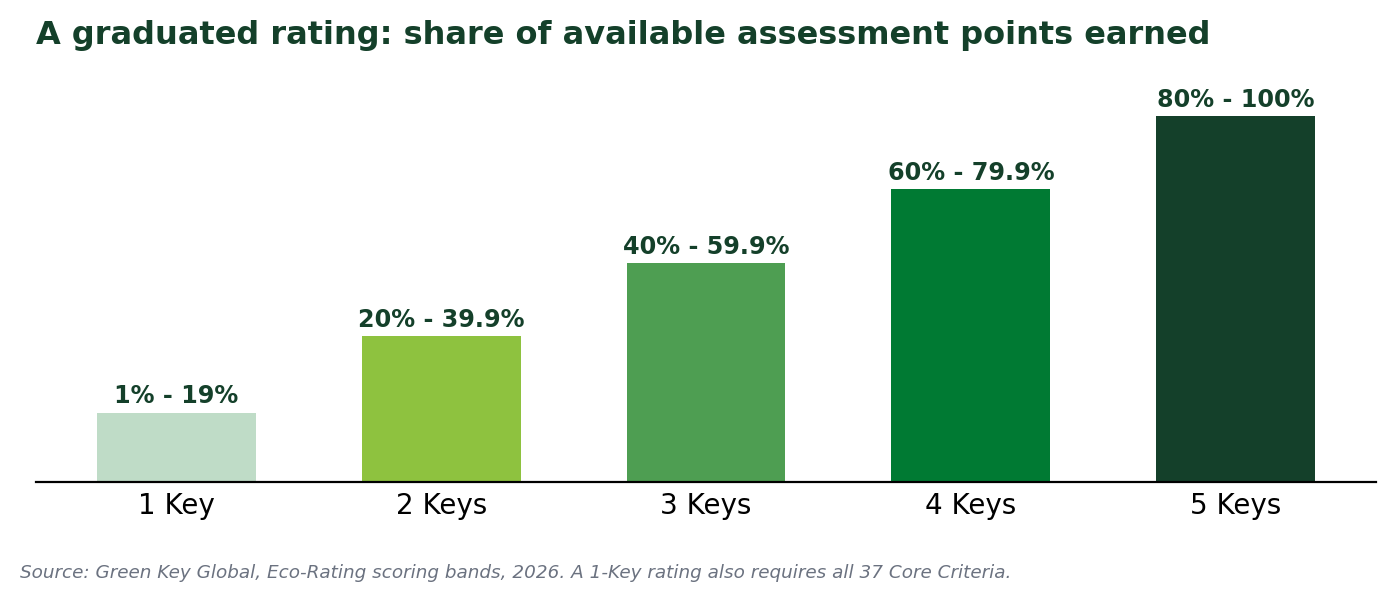 A graduated rating: share of available assessment points earned
80% - 100%
60% - 79.9%
40% - 59.9%
20% - 39.9%
1% - 19%
1 Key
2 Keys
3 Keys
4 Keys
5 Keys
Source: Green Key Global, Eco-Rating scoring bands, 2026. A 1-Key rating also requires all 37 Core Criteria.